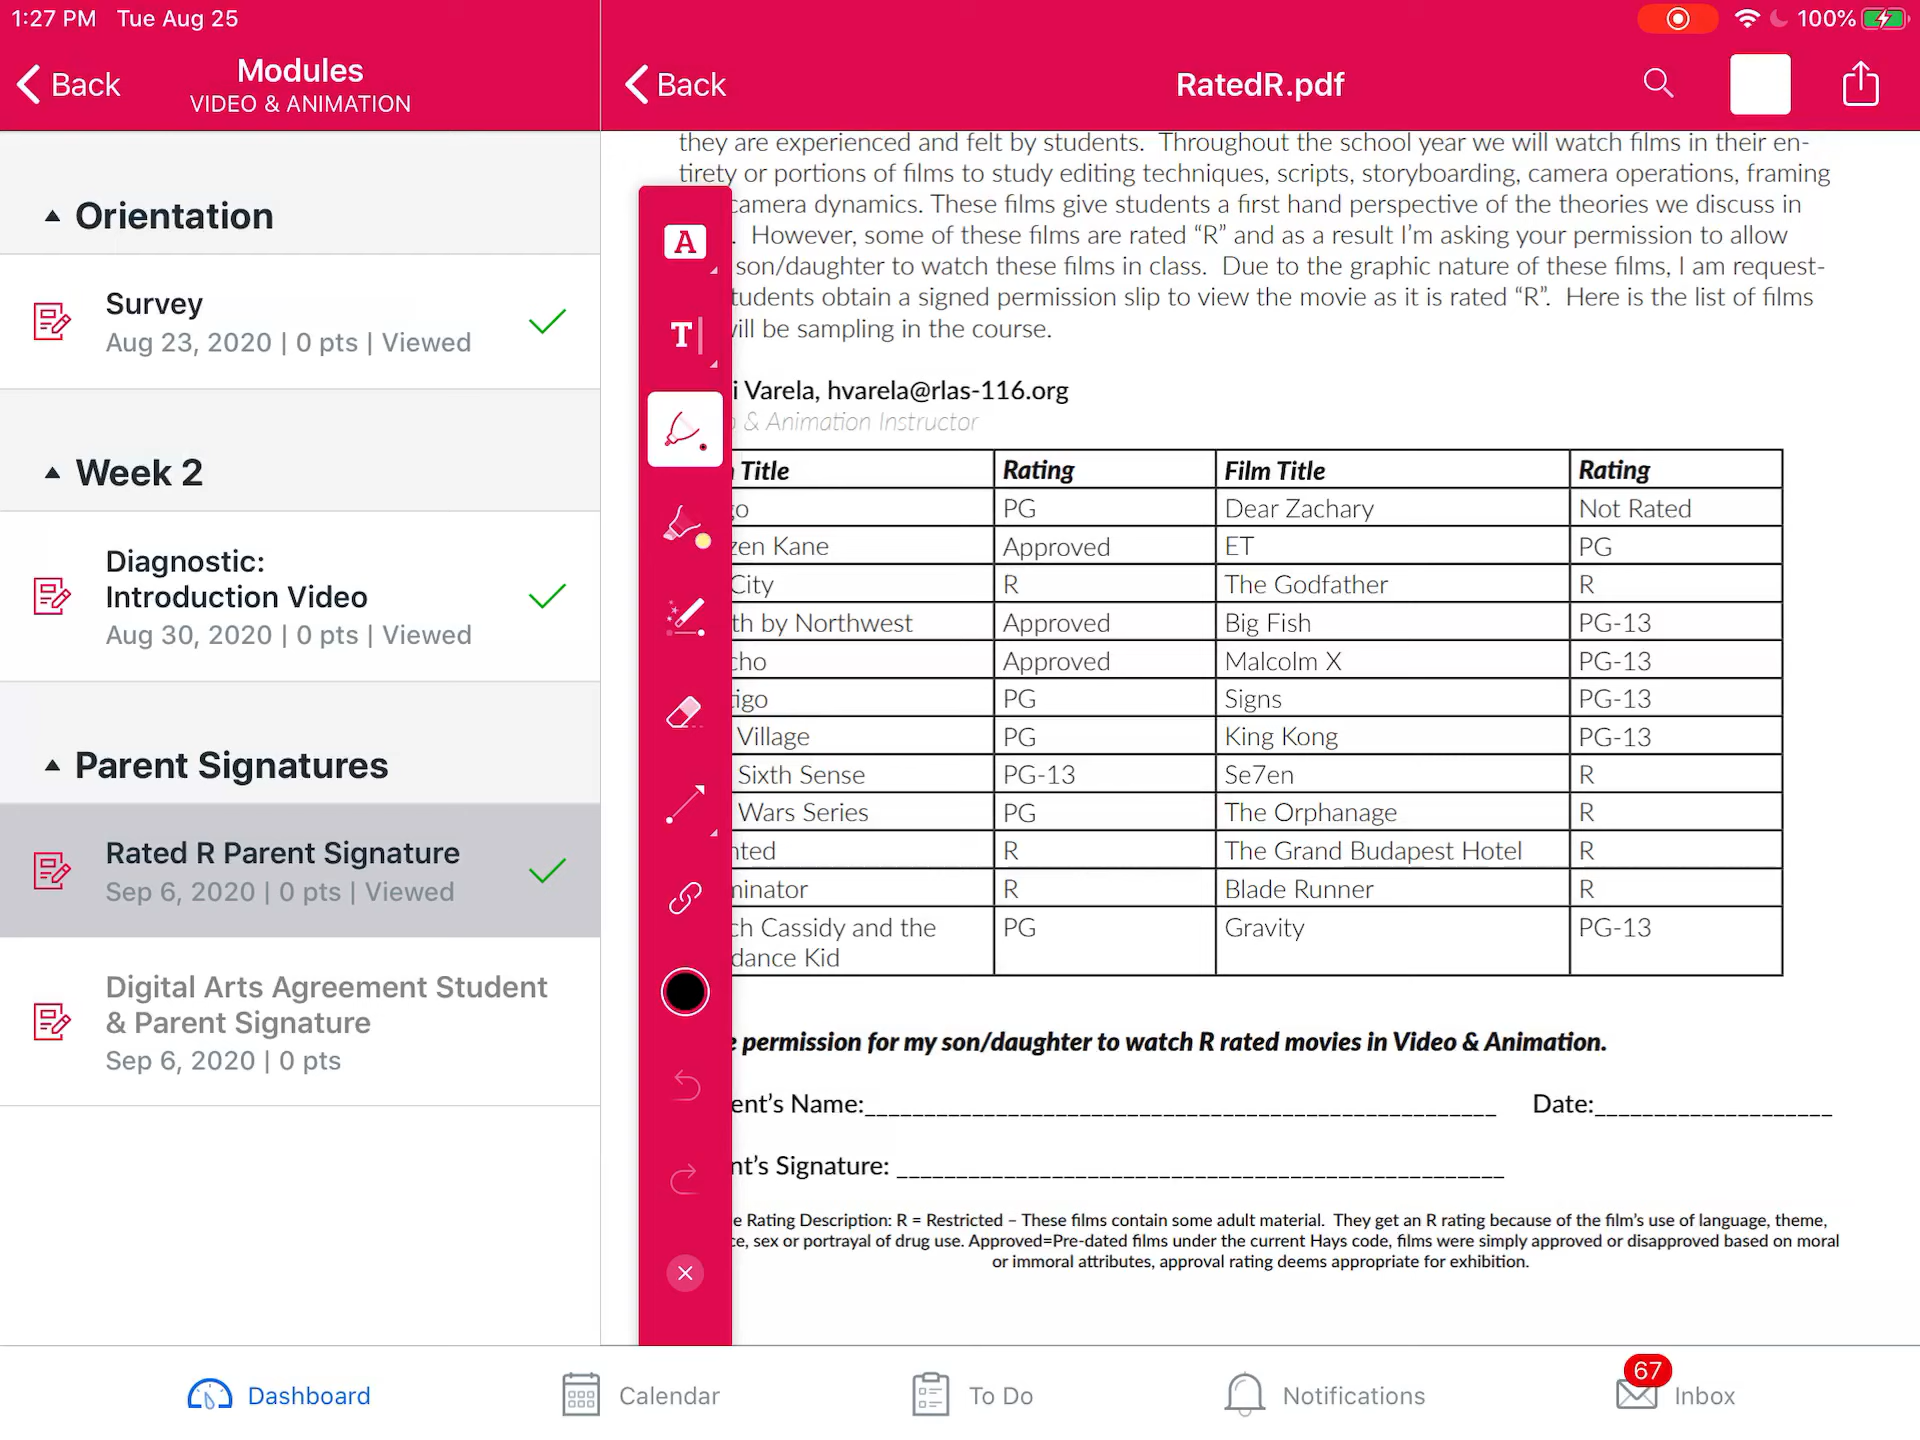 1:27 PM Tue Aug 25
100%
Back
Modules
VIDEO & ANIMATION
Orientation
Survey
Aug 23, 2020 | 0 pts | Viewed
Week 2
Diagnostic:
Introduction Video
Aug 30, 2020 | 0 pts | Viewed
Parent Signatures
Rated R Parent Signature
Sep 6, 2020 | 0 pts | Viewed
Digital Arts Agreement Student
& Parent Signature
Sep 6, 2020 | 0 pts
Back
RatedR.pdf
they are experienced and felt by students. Throughout the school year we will watch films in their en-
tirety or portions of films to study editing techniques, scripts, storyboarding, camera operations, framing
camera dynamics. These films give students a first hand perspective of the theories we discuss in
. However, some of these films are rated “R” and as a result I’m asking your permission to allow
son/daughter to watch these films in class. Due to the graphic nature of these films, I am request-
tudents obtain a signed permission slip to view the movie as it is rated “R”. Here is the list of films
ill be sampling in the course.
i Varela, hvarela@rlas-116.org
& Animation Instructor
Title Rating Film Title Rating
go PG Dear Zachary Not Rated
zen Kane Approved ET PG
City R The Godfather R
th by Northwest Approved Big Fish PG-13
cho Approved Malcolm X PG-13
tigo PG Signs PG-13
Village PG King Kong PG-13
Sixth Sense PG-13 Se7en R
Wars Series PG The Orphanage R
nted R The Grand Budapest Hotel R
minator R Blade Runner R
ch Cassidy and the PG Gravity PG-13
dance Kid
e permission for my son/daughter to watch R rated movies in Video & Animation.
ent’s Name:______________________________ Date:____________________
nt’s Signature: ______________________________
e Rating Description: R = Restricted – These films contain some adult material. They get an R rating because of the film’s use of language, theme,
ce, sex or portrayal of drug use. Approved=Pre-dated films under the current Hays code, films were simply approved or disapproved based on moral
or immoral attributes, approval rating deems appropriate for exhibition.
A
T
Dashboard
Calendar
To Do
Notifications
67
Inbox